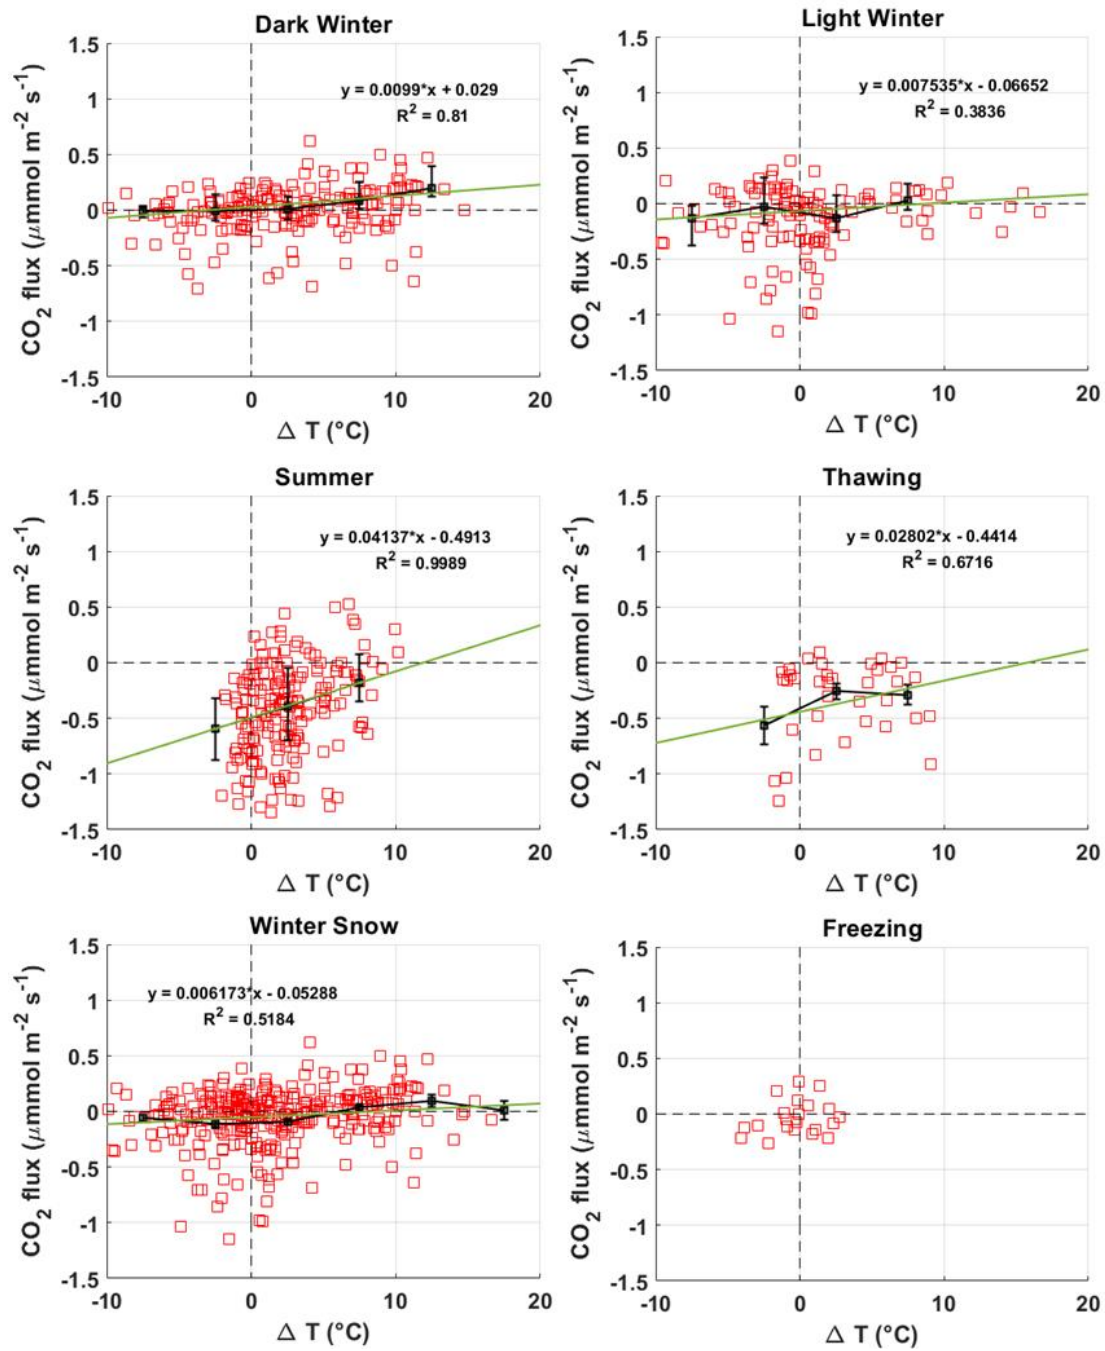 Dark Winter
1.5
1
0.5
0
-0.5
-1
-1.5
CO2 flux (μmmol m-2 s-1)
y = 0.0099*x + 0.029
R2 = 0.81
-10 0 10 20
Δ T (°C)
Light Winter
1.5
1
0.5
0
-0.5
-1
-1.5
CO2 flux (μmmol m-2 s-1)
y = 0.007535*x - 0.06652
R2 = 0.3836
-10 0 10 20
Δ T (°C)
Summer
1.5
1
0.5
0
-0.5
-1
-1.5
CO2 flux (μmmol m-2 s-1)
y = 0.04137*x - 0.4913
R2 = 0.9989
-10 0 10 20
Δ T (°C)
Thawing
1.5
1
0.5
0
-0.5
-1
-1.5
CO2 flux (μmmol m-2 s-1)
y = 0.02802*x - 0.4414
R2 = 0.6716
-10 0 10 20
Δ T (°C)
Winter Snow
1.5
1
0.5
0
-0.5
-1
-1.5
CO2 flux (μmmol m-2 s-1)
y = 0.006173*x - 0.05288
R2 = 0.5184
-10 0 10 20
Δ T (°C)
Freezing
1.5
1
0.5
0
-0.5
-1
-1.5
CO2 flux (μmmol m-2 s-1)
-10 0 10 20
Δ T (°C)